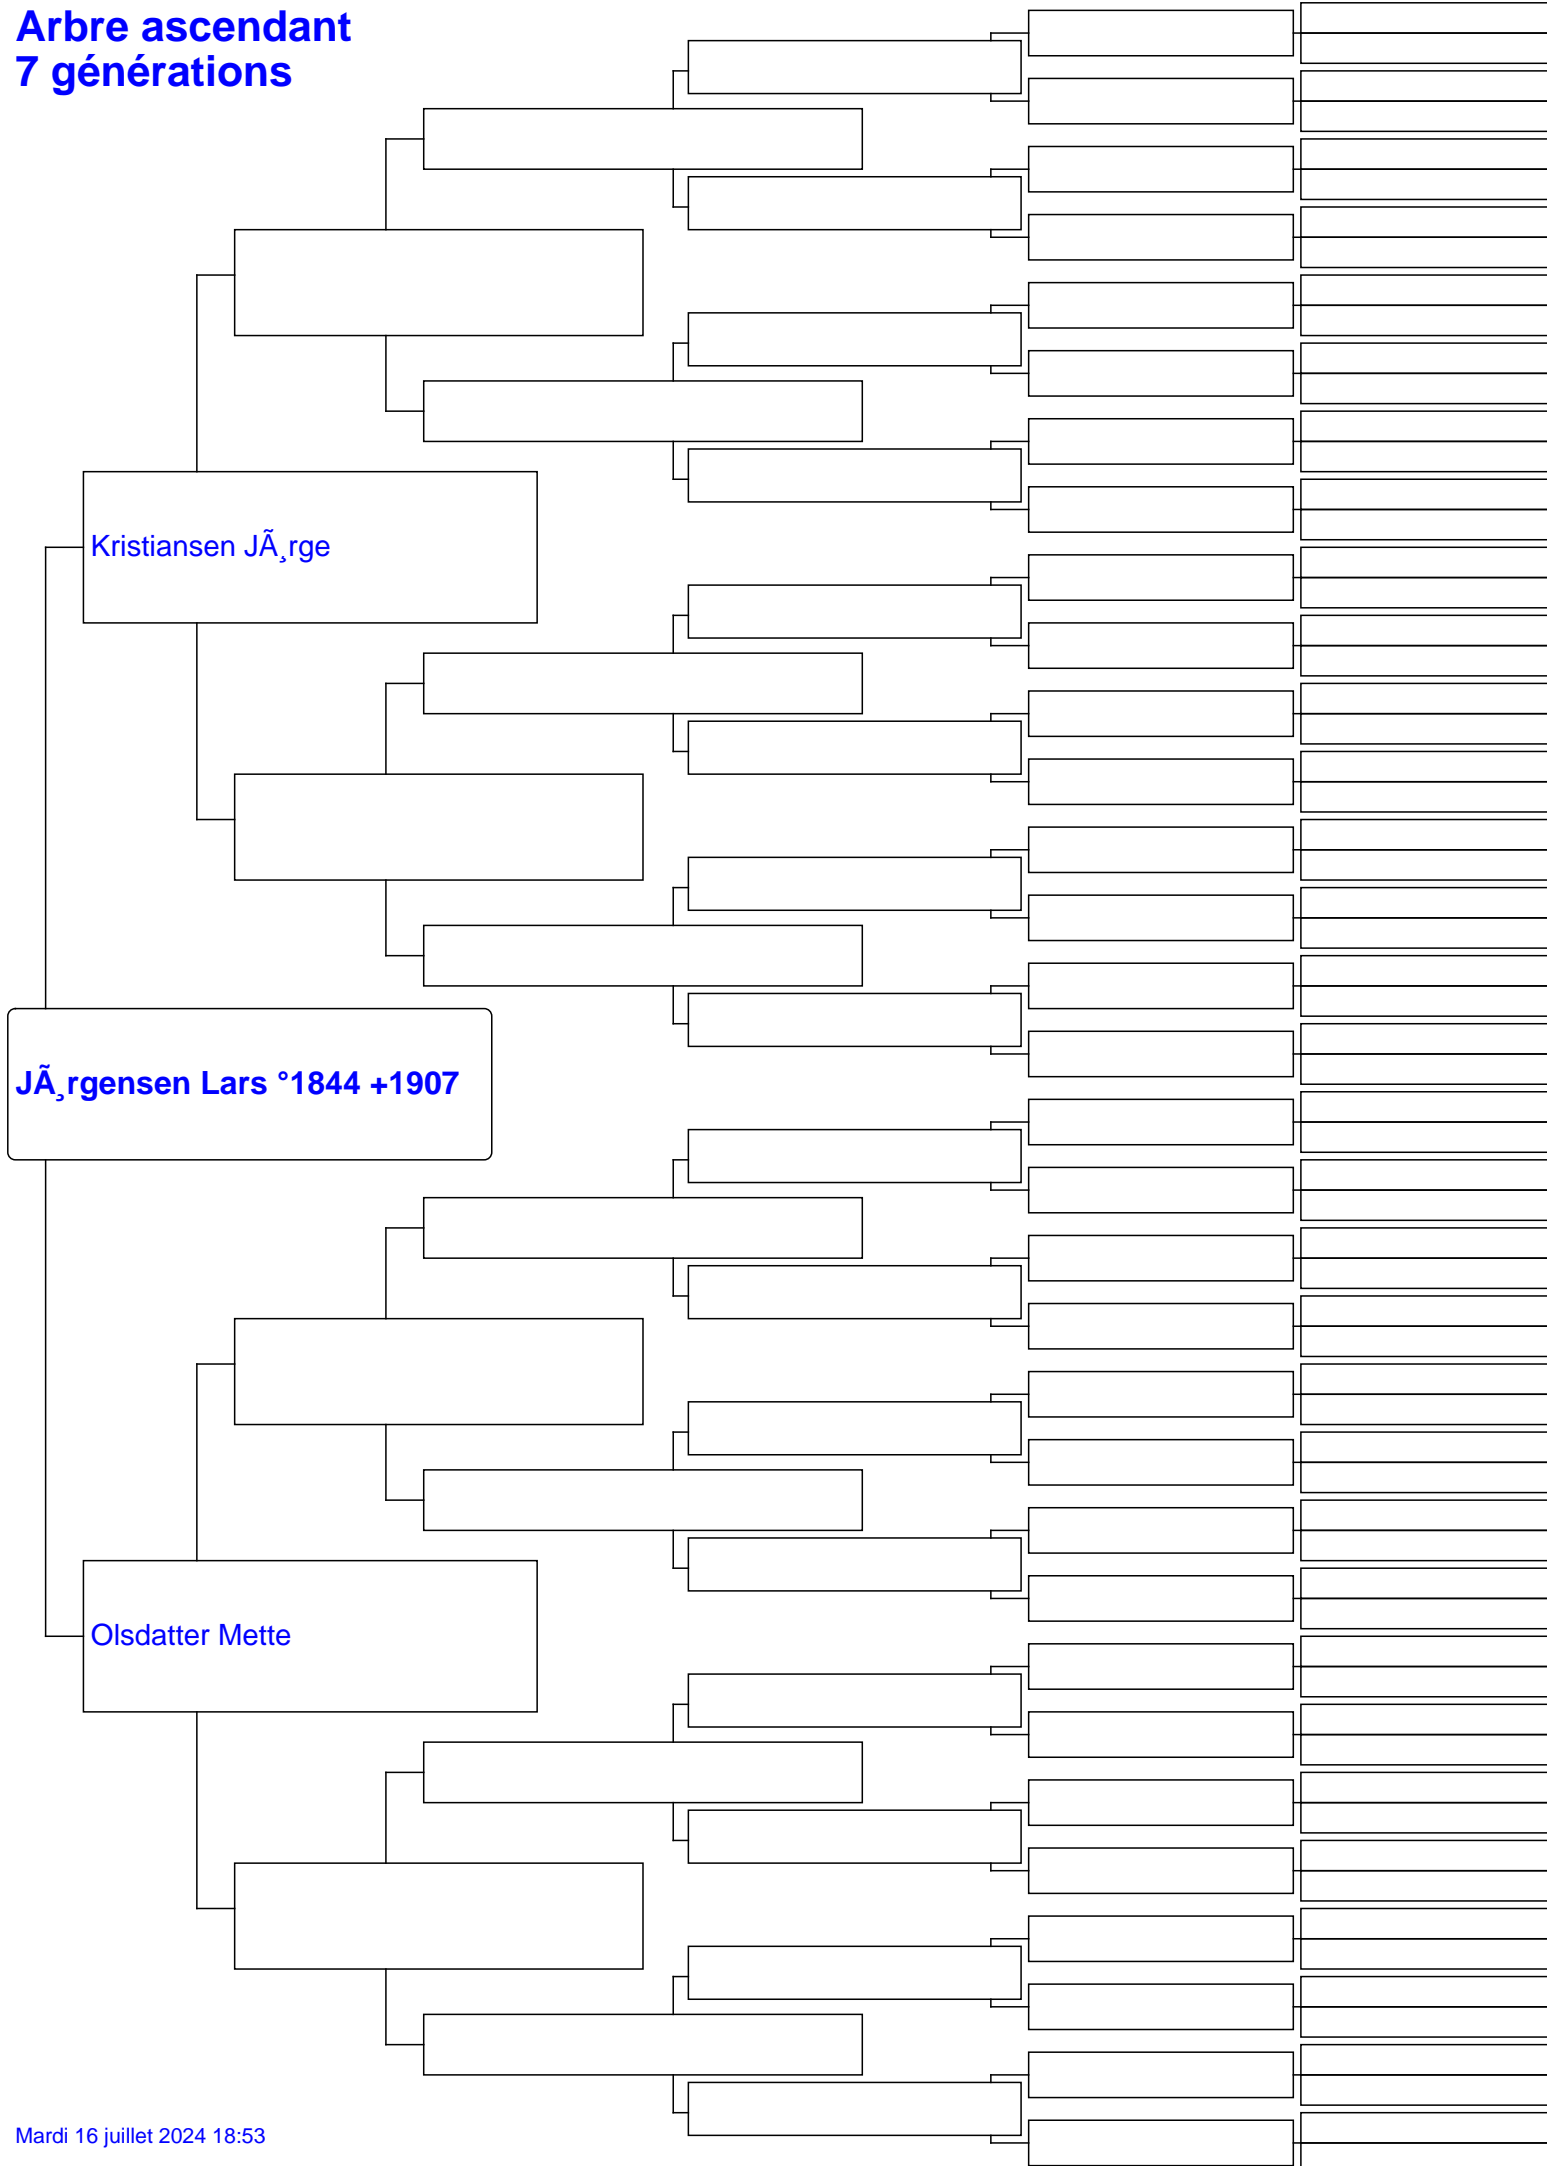 Arbre ascendant
7 générations
Kristiansen JÃ¸rge
JÃ¸rgensen Lars °1844 +1907
Olsdatter Mette
Mardi 16 juillet 2024 18:53